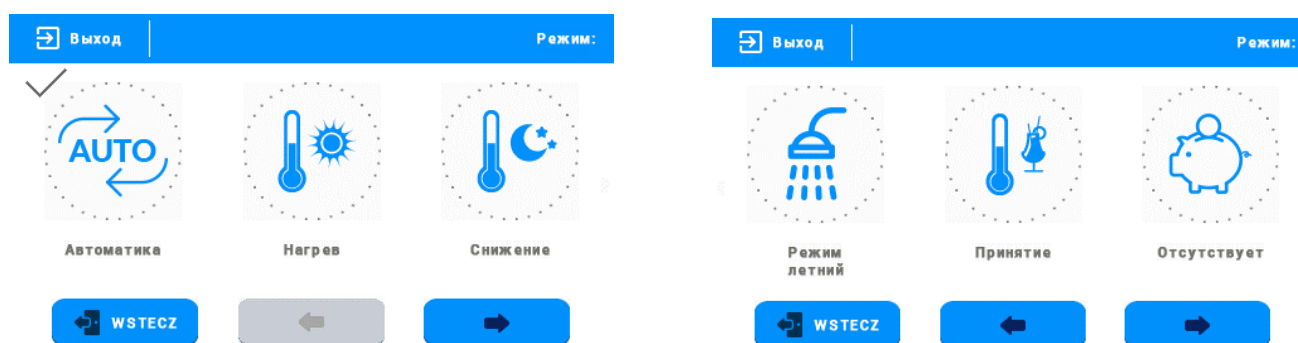 Выход
Режим:
AUTO
Автоматика
Нагрев
Снижение
WSTECZ
Выход
Режим:
Режим
летний
Принятие
Отсутствует
WSTECZ